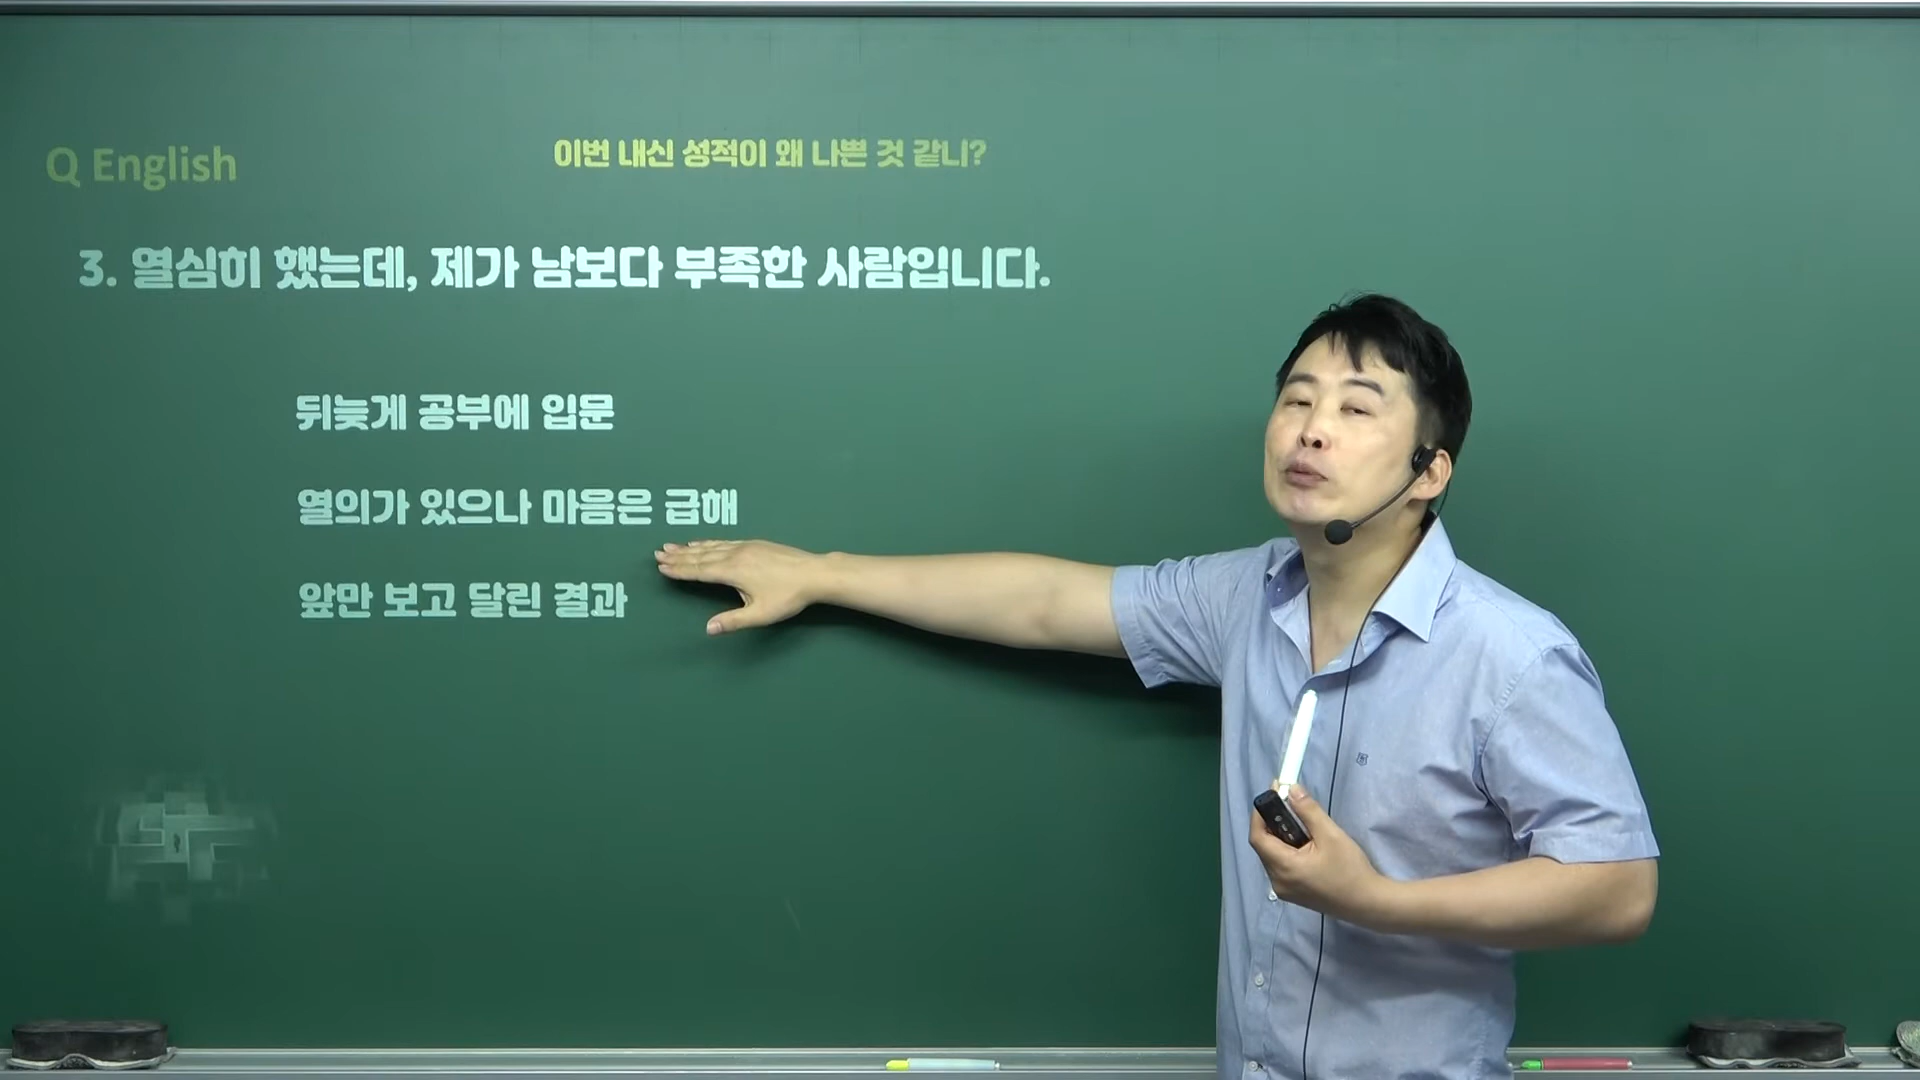 Q English
이번 내신 성적이 왜 나쁜 것 같니?
3. 열심히 했는데, 제가 남보다 부족한 사람입니다.
뒤늦게 공부에 입문
열의가 있으나 마음은 급해
앞만 보고 달린 결과